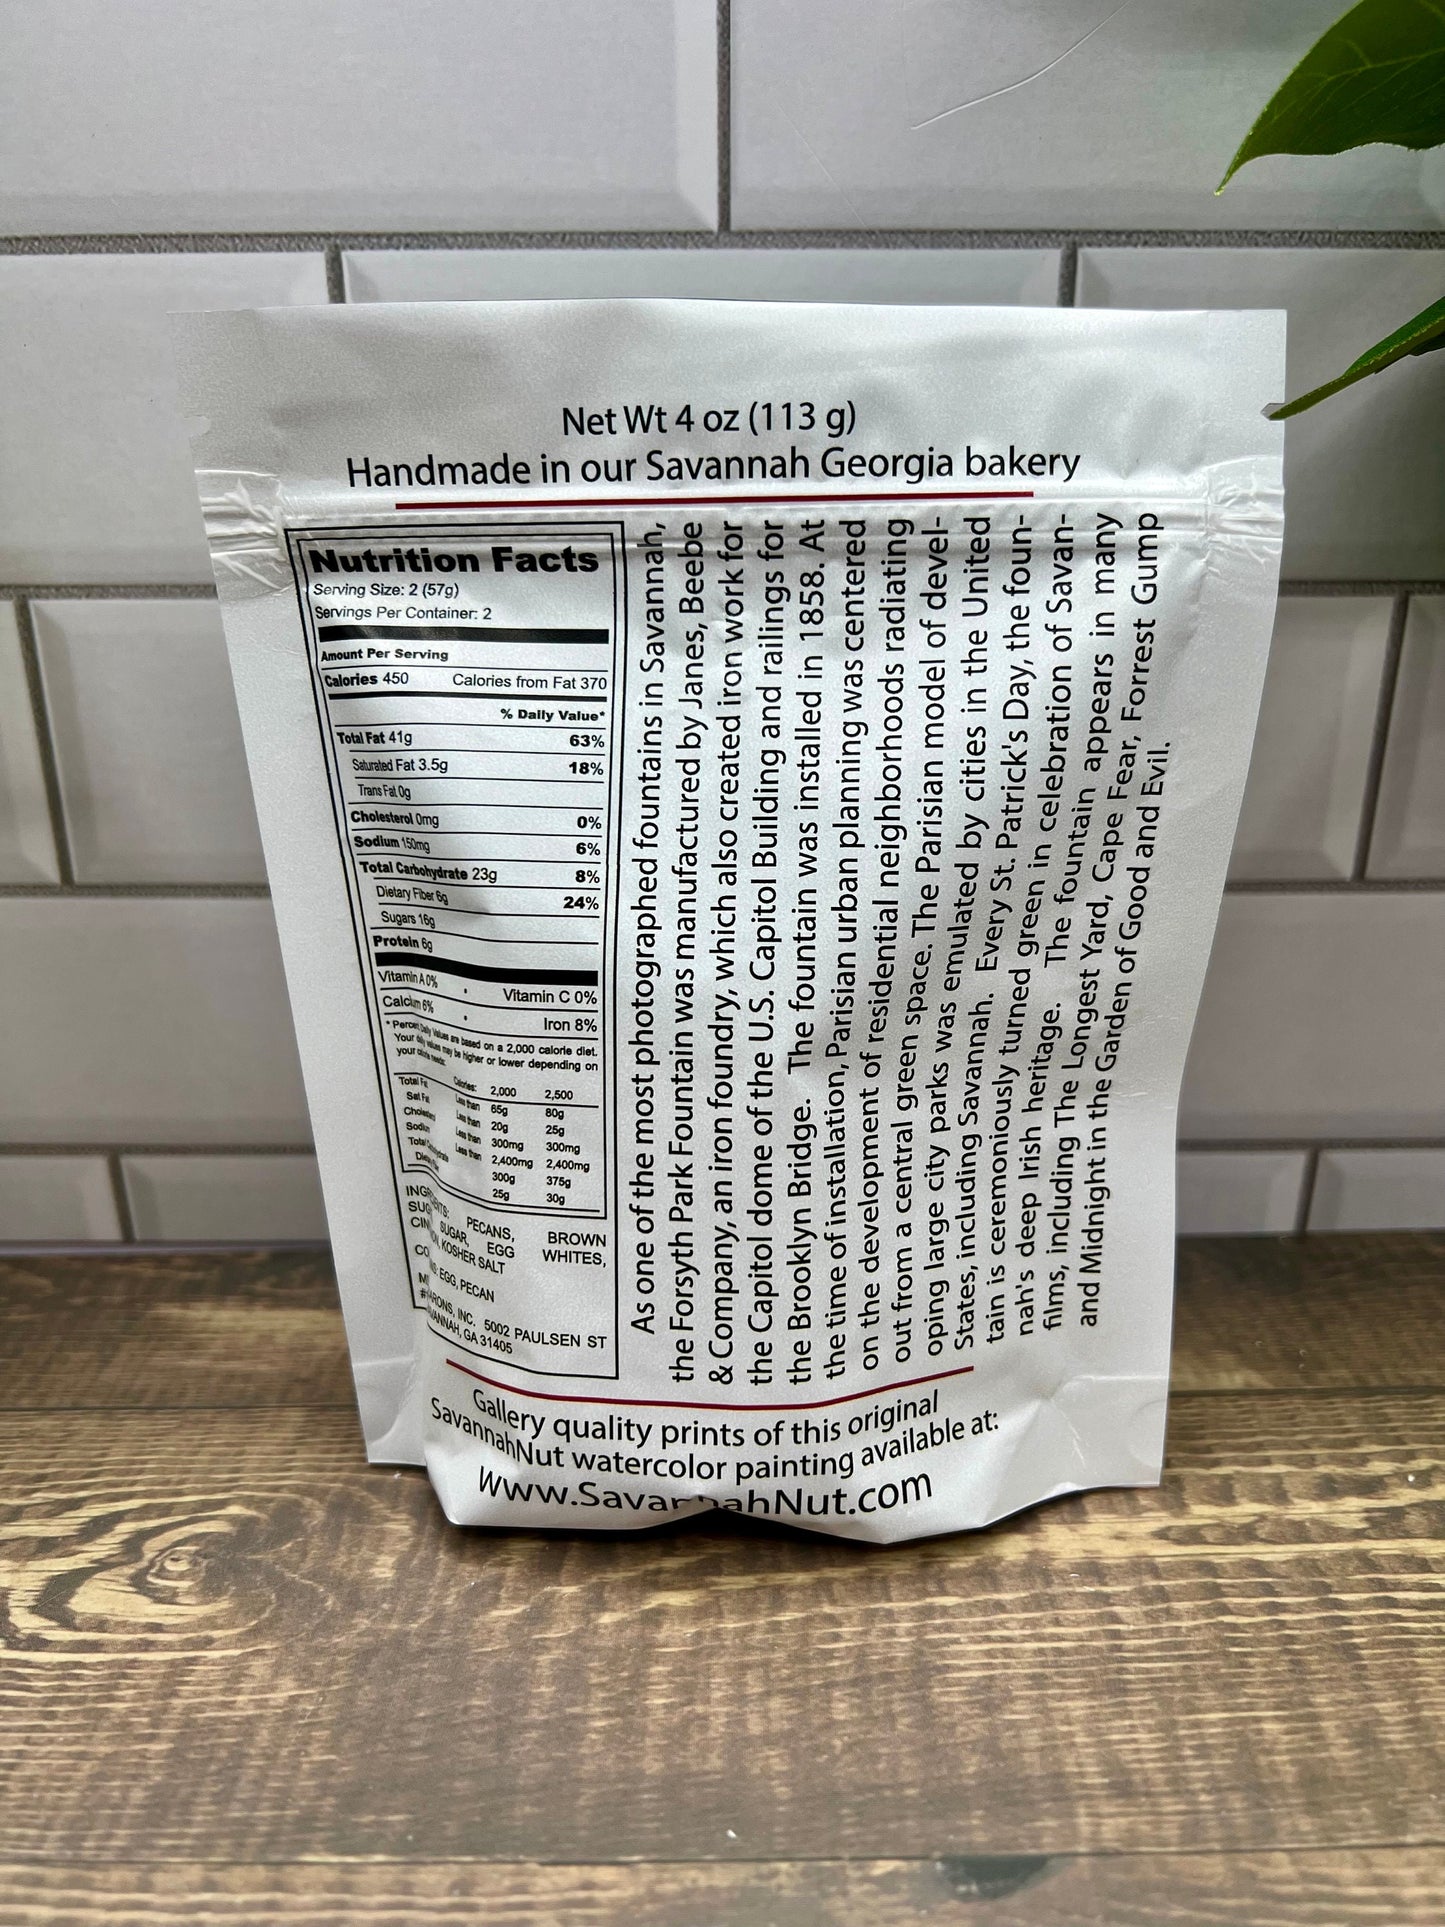 Net Wt 4 oz (113 g)
Handmade in our Savannah Georgia bakery
Nutrition Facts
Serving Size: 2 (57g)
Servings Per Container: 2
Amount Per Serving
Calories 450 Calories from Fat 370
% Daily Value*
Total Fat 41g 63%
Saturated Fat 3.5g 18%
Trans Fat 0g
Cholesterol 0mg 0%
Sodium 150mg 6%
Total Carbohydrate 23g 8%
Dietary Fiber 6g 24%
Sugars 16g
Protein 6g
Vitamin A 0% • Vitamin C 0%
Calcium 6% • Iron 8%
* Percent Daily Values are based on a 2,000 calorie diet.
Your daily values may be higher or lower depending on
your calorie needs:
Calories: 2,000 2,500
Total Fat Less than 65g 80g
Sat Fat Less than 20g 25g
Cholesterol Less than 300mg 300mg
Sodium Less than 2,400mg 2,400mg
Total Carbohydrate 300g 375g
25g 30g
PECANS, BROWN
SUGAR, EGG WHITES,
KOSHER SALT
EGG, PECAN
INC. 5002 PAULSEN ST
GA 31405
As one of the most photographed fountains in Savannah,
the Forsyth Park Fountain was manufactured by Janes, Beebe
& Company, an iron foundry, which also created iron work for
the Capitol dome of the U.S. Capitol Building and railings for
the Brooklyn Bridge. The fountain was installed in 1858. At
the time of installation, Parisian urban planning was centered
on the development of residential neighborhoods radiating
out from a central green space. The Parisian model of devel-
oping large city parks was emulated by cities in the United
States, including Savannah. Every St. Patrick's Day, the foun-
tain is ceremoniously turned green in celebration of Savan-
nah's deep Irish heritage. The fountain appears in many
films, including The Longest Yard, Cape Fear, Forrest Gump
and Midnight in the Garden of Good and Evil.
Gallery quality prints of this original
SavannahNut watercolor painting available at:
www.SavannahNut.com